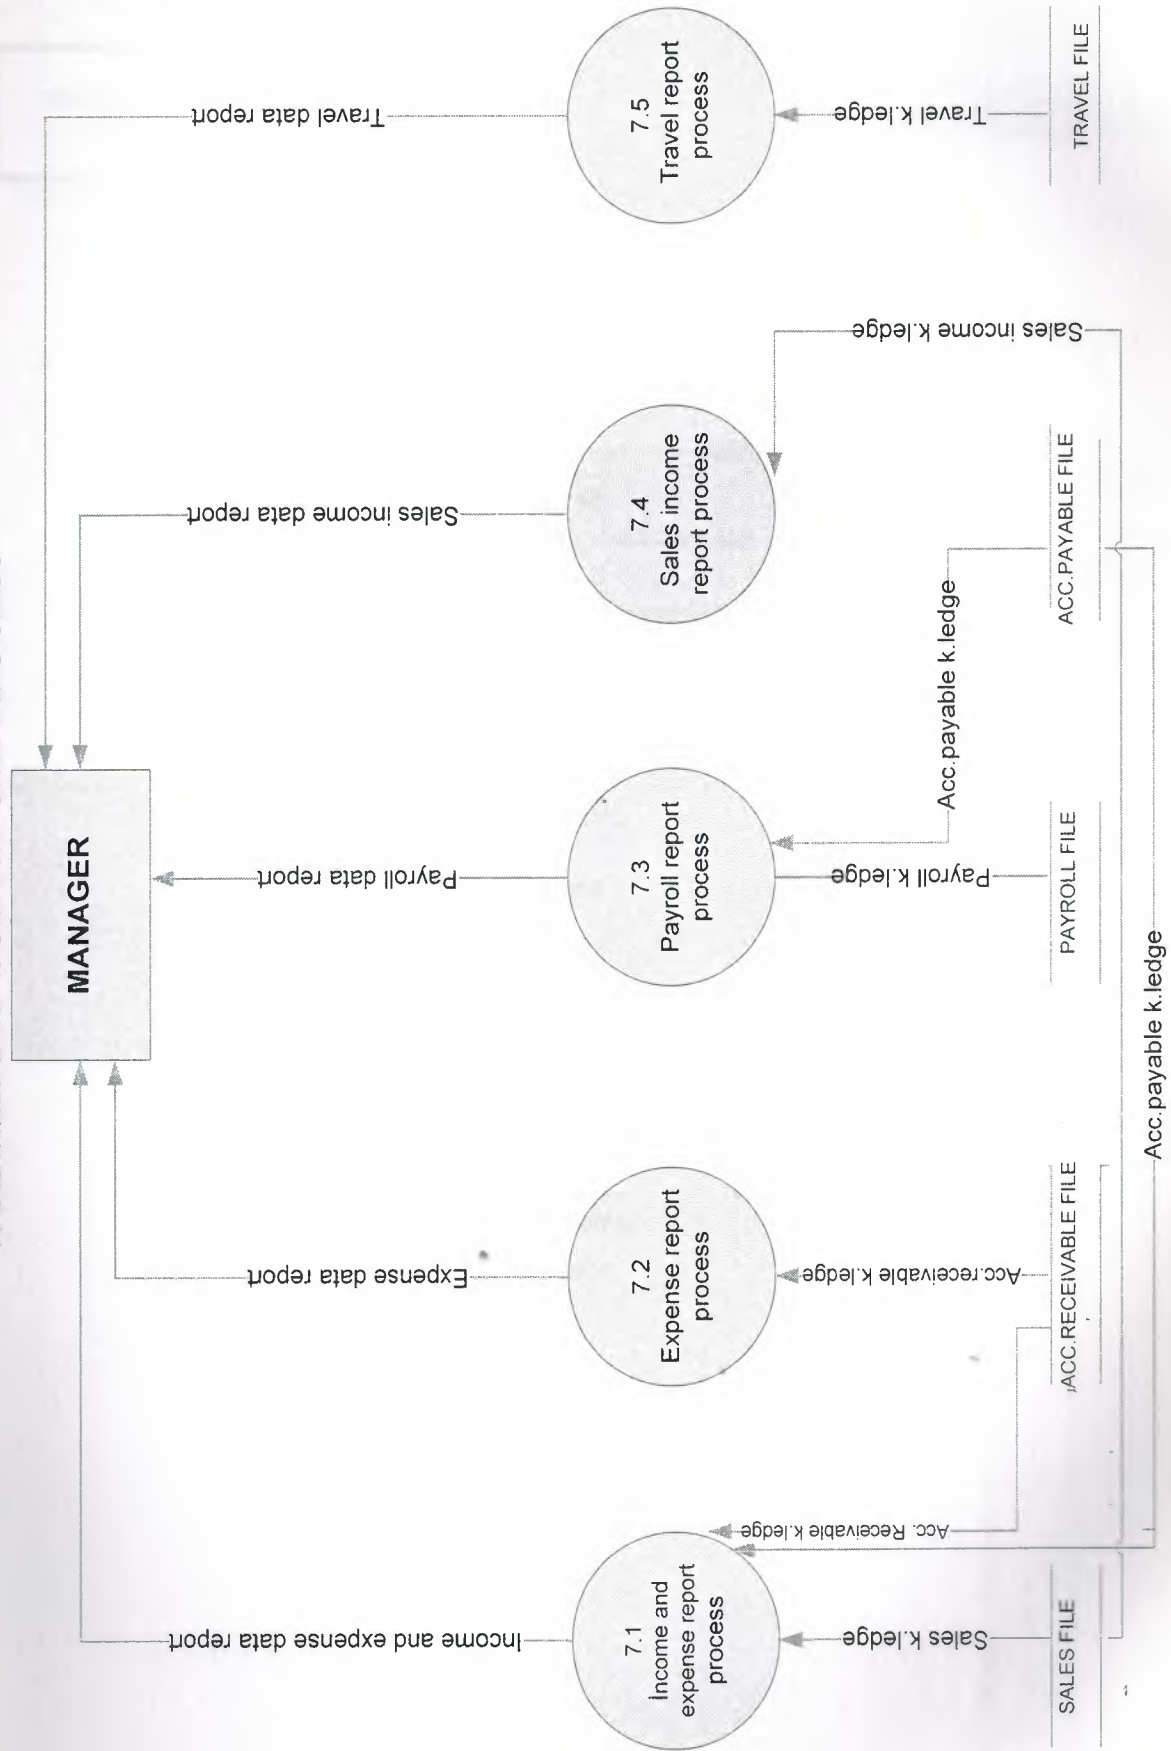 MANAGER
Income and expense data report
Expense data report
Payroll data report
Sales income data report
Travel data report
7.1
Income and
expense report
process
7.2
Expense report
process
7.3
Payroll report
process
7.4
Sales income
report process
7.5
Travel report
process
Sales k.ledge
Acc. Receivable k.ledge
Acc.receivable k.ledge
Payroll k.ledge
Acc.payable k.ledge
Sales income k.ledge
Travel k.ledge
SALES FILE
ACC.RECEIVABLE FILE
PAYROLL FILE
ACC.PAYABLE FILE
TRAVEL FILE
Acc.payable k.ledge